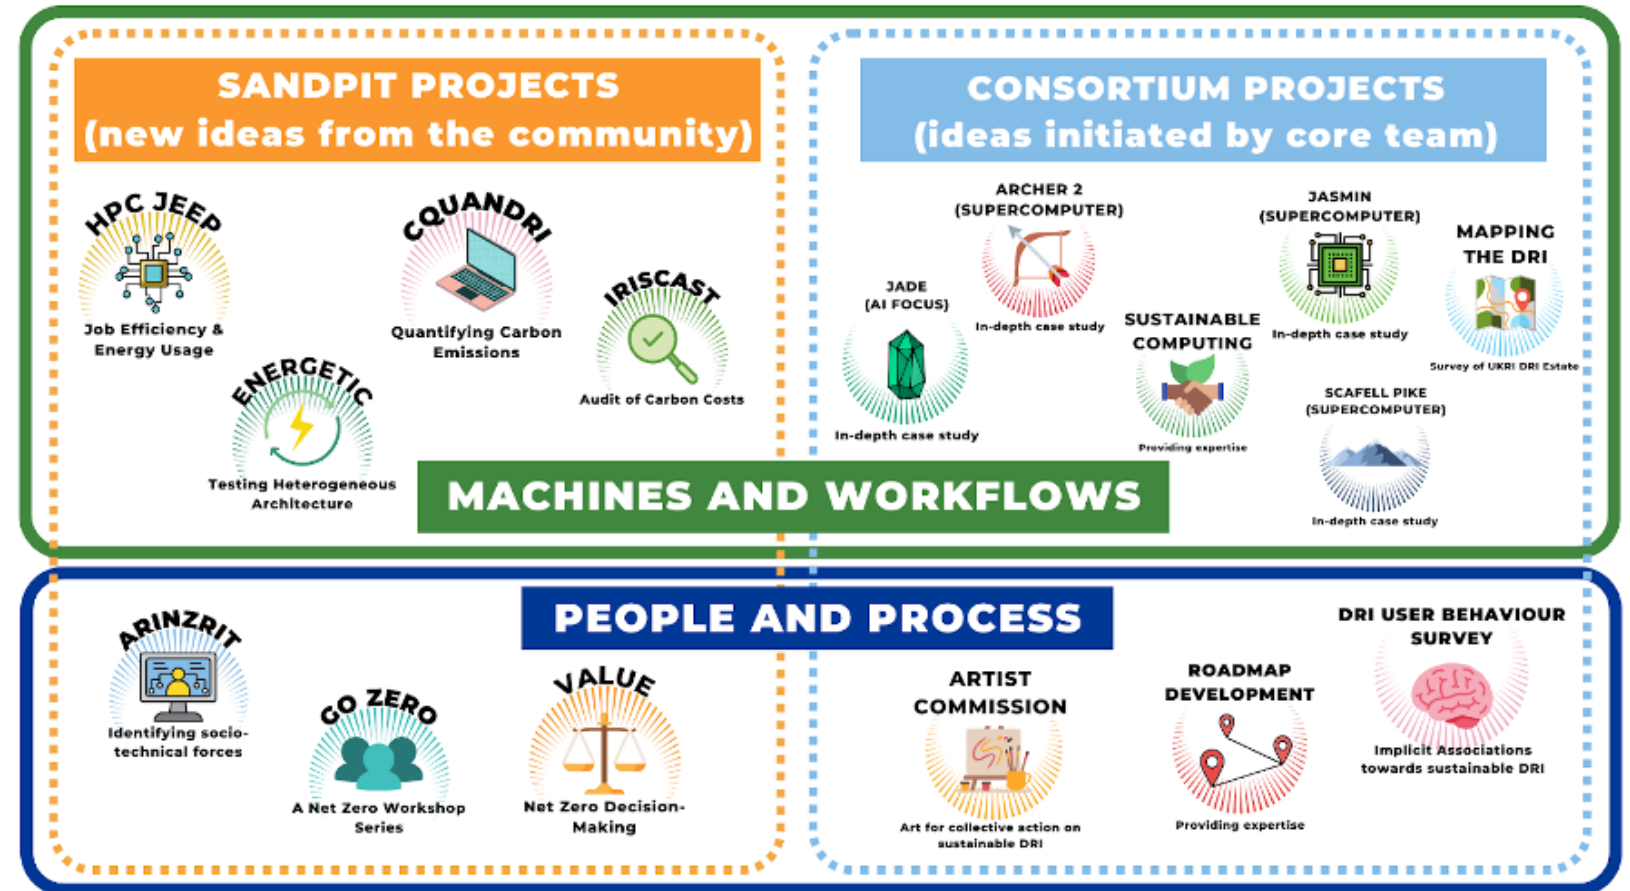 SANDPIT PROJECTS
(new ideas from the community)
CONSORTIUM PROJECTS
(ideas initiated by core team)
HPC JEEP
Job Efficiency &
Energy Usage
CQUANDRI
Quantifying Carbon
Emissions
IRISCAST
Audit of Carbon Costs
ENERGETIC
Testing Heterogeneous
Architecture
JADE
(AI FOCUS)
In-depth case study
ARCHER 2
(SUPERCOMPUTER)
In-depth case study
SUSTAINABLE
COMPUTING
Providing expertise
JASMIN
(SUPERCOMPUTER)
In-depth case study
MAPPING
THE DRI
Survey of UKRI DRI Estate
SCAFELL PIKE
(SUPERCOMPUTER)
In-depth case study
MACHINES AND WORKFLOWS
PEOPLE AND PROCESS
ARINZRIT
Identifying socio-
technical forces
GO ZERO
A Net Zero Workshop
Series
VALUE
Net Zero Decision-
Making
ARTIST
COMMISSION
Art for collective action on
sustainable DRI
ROADMAP
DEVELOPMENT
Providing expertise
DRI USER BEHAVIOUR
SURVEY
Implicit Associations
towards sustainable DRI